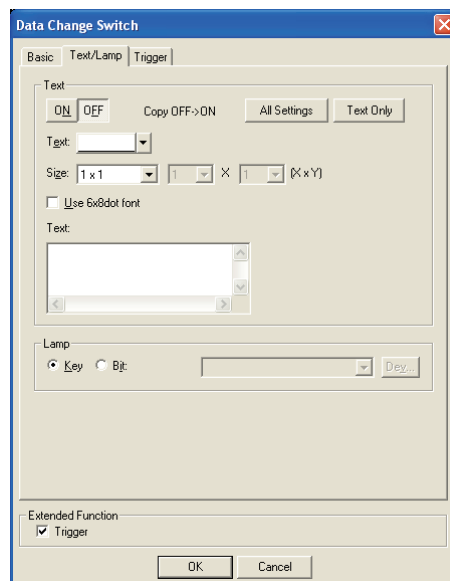 Data Change Switch
Basic Text/Lamp Trigger
Text
ON OFF Copy OFF->ON All Settings Text Only
Text:
Size: 1 x 1 1 X 1 (X x Y)
Use 6x8dot font
Text:
Lamp
Key Bit: Dev...
Extended Function
Trigger
OK Cancel